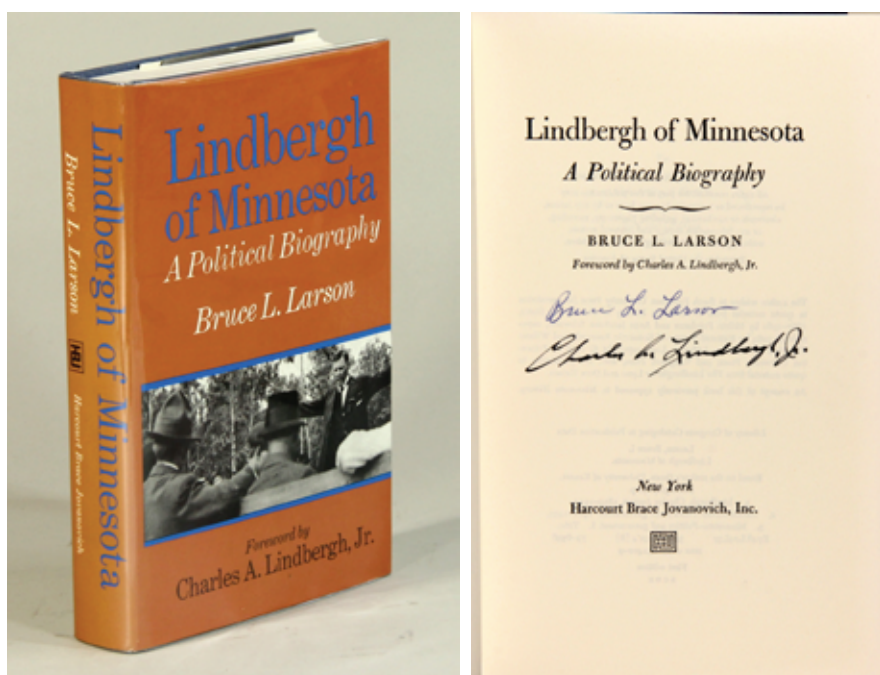 Lindbergh of Minnesota
Bruce L. Larson
HBJ
Harcourt Brace Jovanovich
Lindbergh
of Minnesota
A Political Biography
Bruce L. Larson
Foreword by
Charles A. Lindbergh, Jr.
Lindbergh of Minnesota
A Political Biography
BRUCE L. LARSON
Foreword by Charles A. Lindbergh, Jr.
Bruce L. Larson
Charles A. Lindbergh, Jr.
New York
Harcourt Brace Jovanovich, Inc.